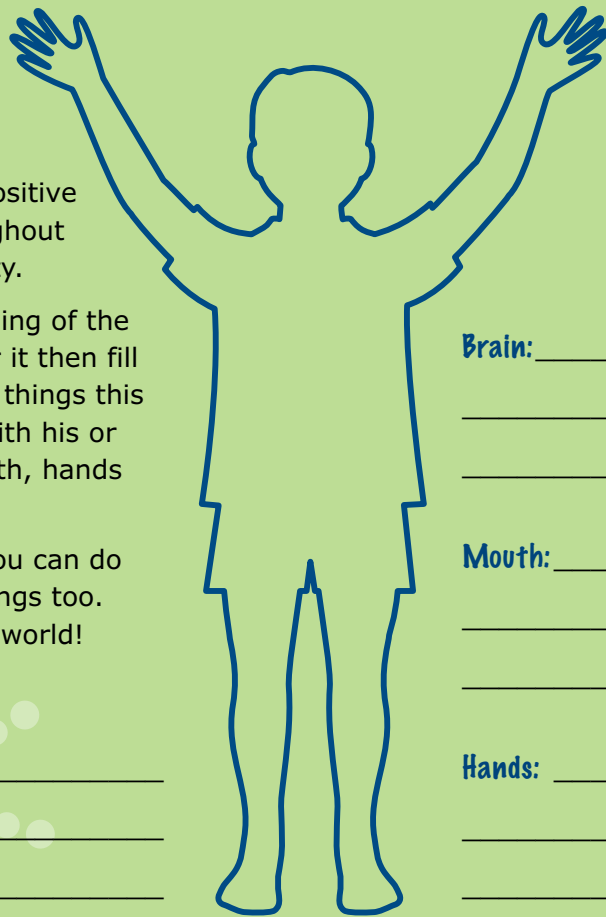 ositive
ghout
y.
ing of the
it then fill
things this
ith his or
th, hands
ou can do
ngs too.
world!
Brain:
Mouth:
Hands: